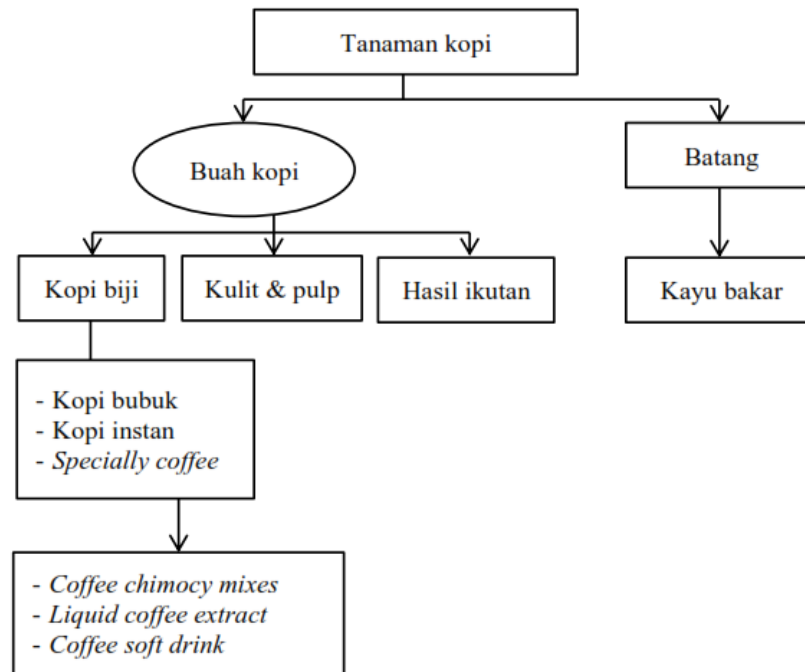 Tanaman kopi
Buah kopi
Batang
Kopi biji
Kulit & pulp
Hasil ikutan
Kayu bakar
- Kopi bubuk
- Kopi instan
- Specially coffee
- Coffee chimocy mixes
- Liquid coffee extract
- Coffee soft drink